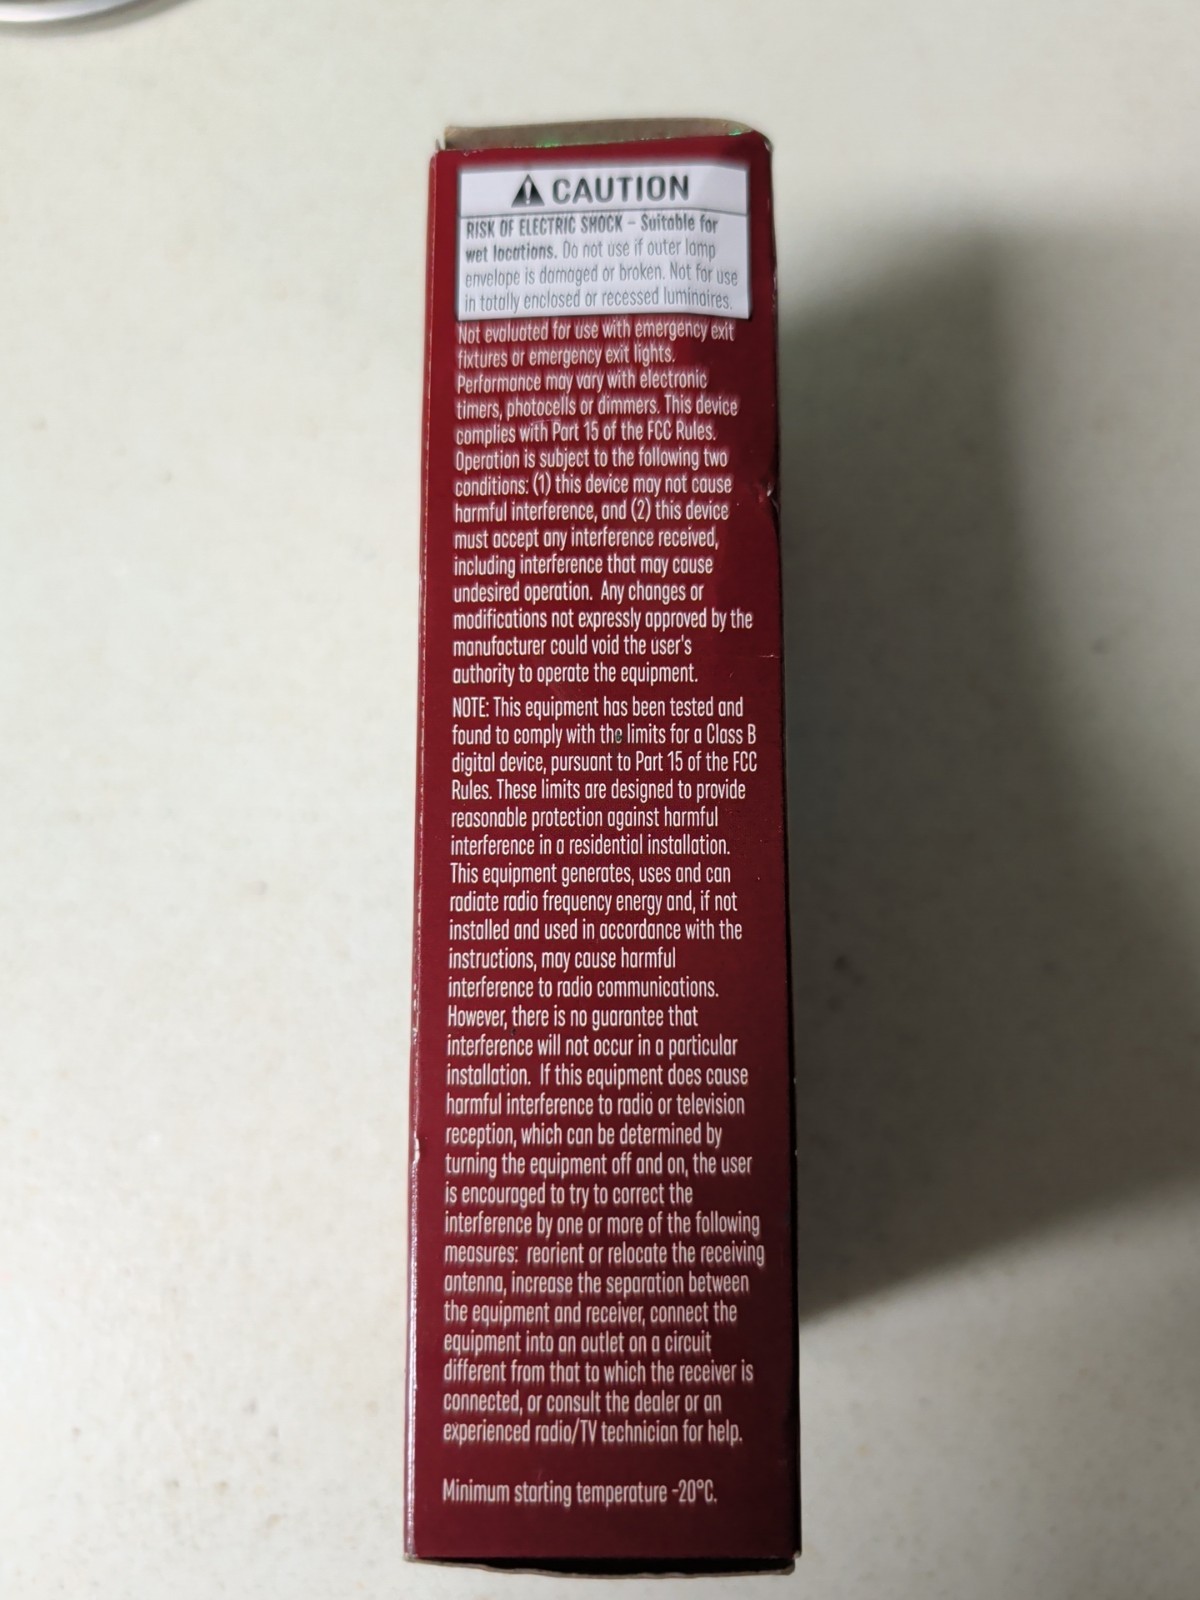 CAUTION
RISK OF ELECTRIC SHOCK – Suitable for
wet locations. Do not use if outer lamp
envelope is damaged or broken. Not for use
in totally enclosed or recessed luminaires.
Not evaluated for use with emergency exit
fixtures or emergency exit lights.
Performance may vary with electronic
timers, photocells or dimmers. This device
complies with Part 15 of the FCC Rules.
Operation is subject to the following two
conditions: (1) this device may not cause
harmful interference, and (2) this device
must accept any interference received,
including interference that may cause
undesired operation. Any changes or
modifications not expressly approved by the
manufacturer could void the user's
authority to operate the equipment.
NOTE: This equipment has been tested and
found to comply with the limits for a Class B
digital device, pursuant to Part 15 of the FCC
Rules. These limits are designed to provide
reasonable protection against harmful
interference in a residential installation.
This equipment generates, uses and can
radiate radio frequency energy and, if not
installed and used in accordance with the
instructions, may cause harmful
interference to radio communications.
However, there is no guarantee that
interference will not occur in a particular
installation. If this equipment does cause
harmful interference to radio or television
reception, which can be determined by
turning the equipment off and on, the user
is encouraged to try to correct the
interference by one or more of the following
measures: reorient or relocate the receiving
antenna, increase the separation between
the equipment and receiver, connect the
equipment into an outlet on a circuit
different from that to which the receiver is
connected, or consult the dealer or an
experienced radio/TV technician for help.
Minimum starting temperature -20°C.